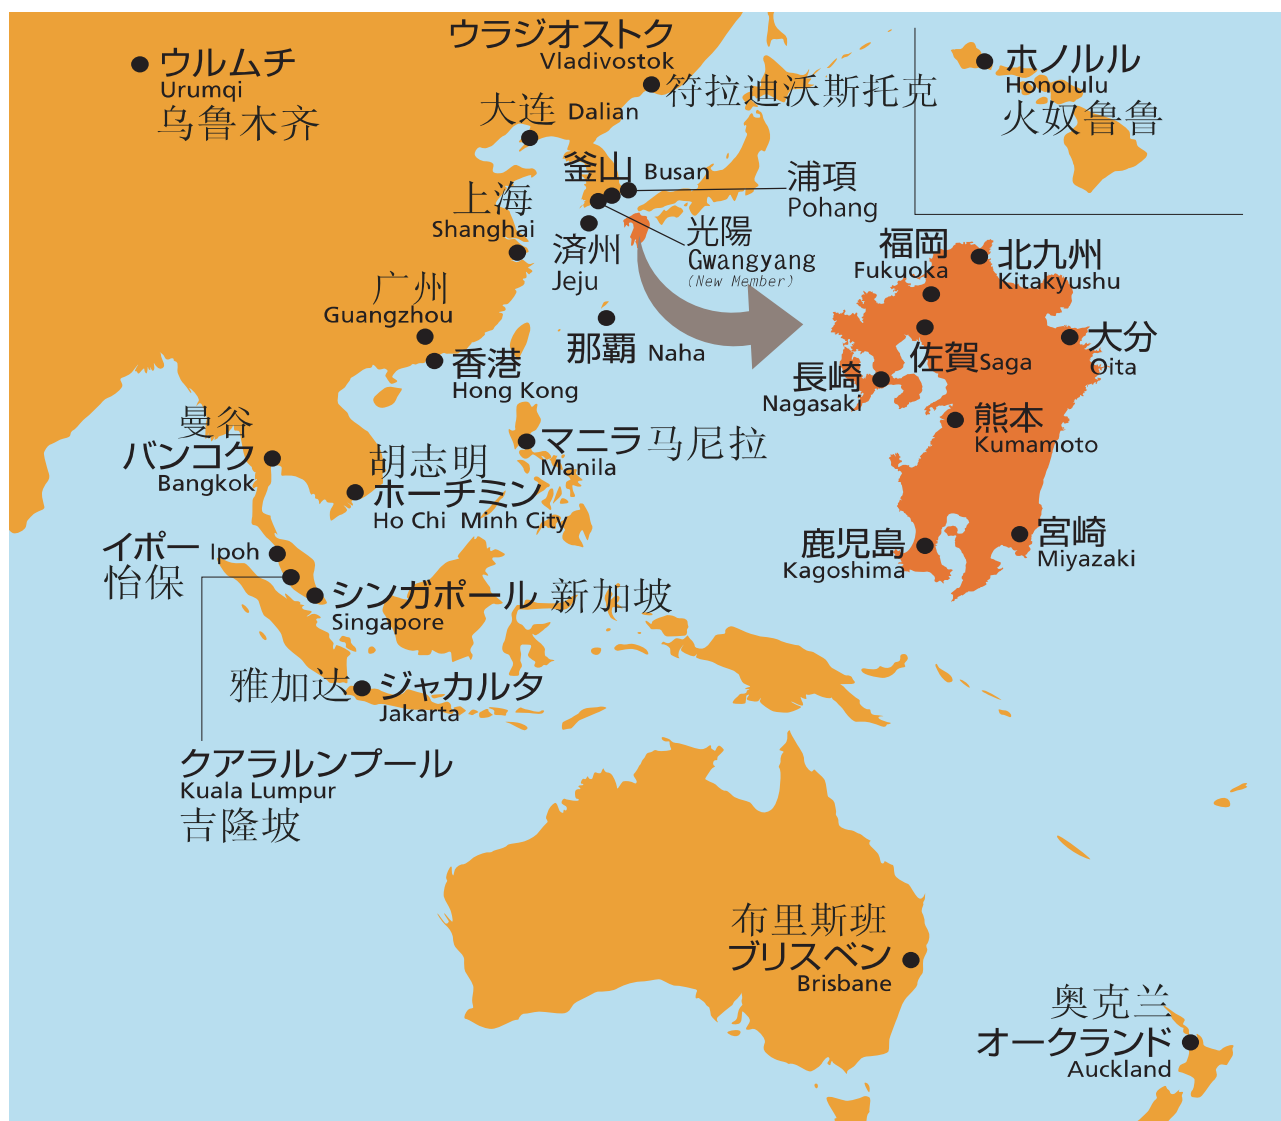 ウラジオストク
Vladivostok
符拉迪沃斯托克
ウルムチ
Urumqi
乌鲁木齐
大连 Dalian
ホノルル
Honolulu
火奴鲁鲁
釜山 Busan
浦項
Pohang
上海
Shanghai
光陽
Gwangyang
(New Member)
済州
Jeju
福岡
Fukuoka
北九州
Kitakyushu
广州
Guangzhou
那覇 Naha
香港
Hong Kong
大分
Oita
佐賀Saga
長崎
Nagasaki
熊本
Kumamoto
曼谷
バンコク
Bangkok
マニラ 马尼拉
Manila
胡志明
ホーチミン
Ho Chi Minh City
イポー Ipoh
怡保
鹿児島
Kagoshima
宮崎
Miyazaki
シンガポール 新加坡
Singapore
雅加达 ジャカルタ
Jakarta
クアラルンプール
Kuala Lumpur
吉隆坡
布里斯班
ブリスベン
Brisbane
奥克兰
オークランド
Auckland